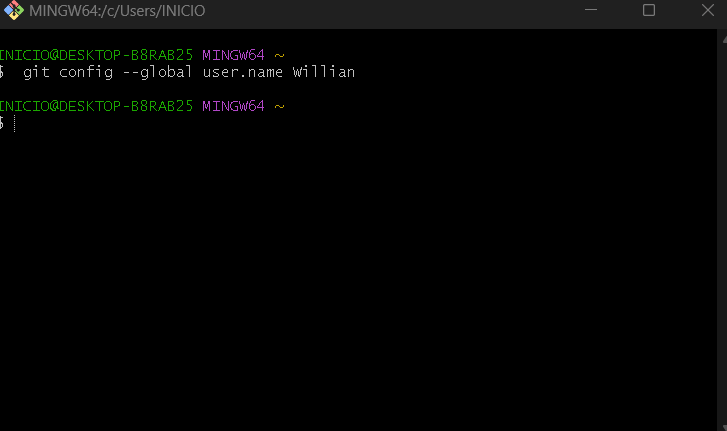 MINGW64:/c/Users/INICIO
INICIO@DESKTOP-B8RAB25 MINGW64 ~
$  git config --global user.name Willian
INICIO@DESKTOP-B8RAB25 MINGW64 ~
$